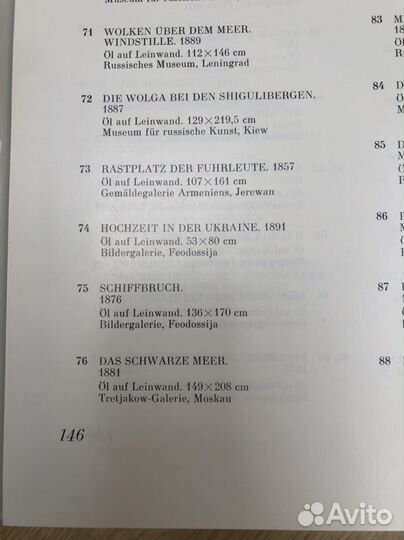 Museum für russische
71 WOLKEN ÜBER DEM MEER.
WINDSTILLE. 1889
Öl auf Leinwand. 112×146 cm
Russisches Museum, Leningrad
72 DIE WOLGA BEI DEN SHIGULIBERGEN.
1887
Öl auf Leinwand. 129×219,5 cm
Museum für russische Kunst, Kiew
73 RASTPLATZ DER FUHRLEUTE. 1857
Öl auf Leinwand. 107×161 cm
Gemäldegalerie Armeniens, Jerewan
74 HOCHZEIT IN DER UKRAINE. 1891
Öl auf Leinwand. 53×80 cm
Bildergalerie, Feodossija
75 SCHIFFBRUCH.
1876
Öl auf Leinwand. 136×170 cm
Bildergalerie, Feodossija
76 DAS SCHWARZE MEER.
1881
Öl auf Leinwand. 149×208 cm
Tretjakow-Galerie, Moskau
146
83
84
85
86
87
88
Avito